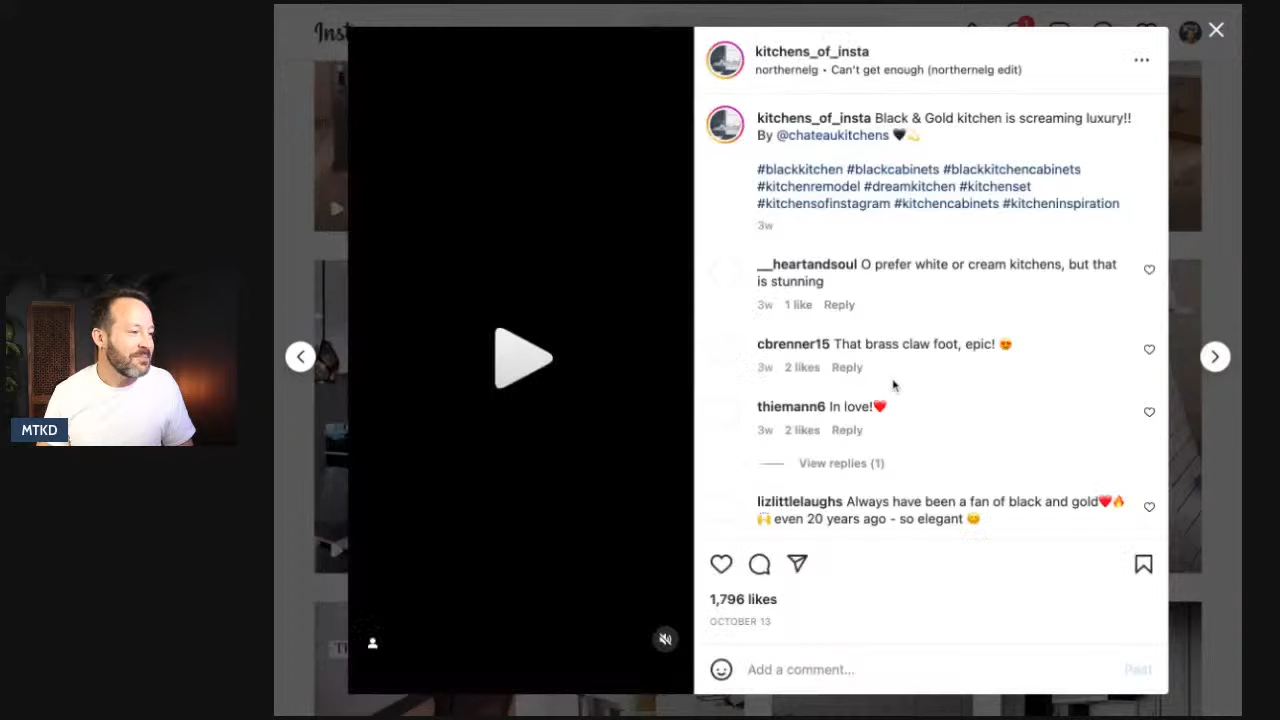 Inst
kitchens_of_insta
northernelg • Can't get enough (northernelg edit)
kitchens_of_insta Black & Gold kitchen is screaming luxury!!
By @chateaukitchens 🖤💫
#blackkitchen #blackcabinets #blackkitchencabinets
#kitchenremodel #dreamkitchen #kitchenset
#kitchensofinstagram #kitchencabinets #kitcheninspiration
3w
__heartandsoul O prefer white or cream kitchens, but that
is stunning
3w 1 like Reply
cbrenner15 That brass claw foot, epic! 😍
3w 2 likes Reply
MTKD
thiemann6 In love!❤️
3w 2 likes Reply
View replies (1)
lizlittlelaughs Always have been a fan of black and gold❤️🔥
🙌 even 20 years ago - so elegant 😊
1,796 likes
OCTOBER 13
Add a comment...
Post